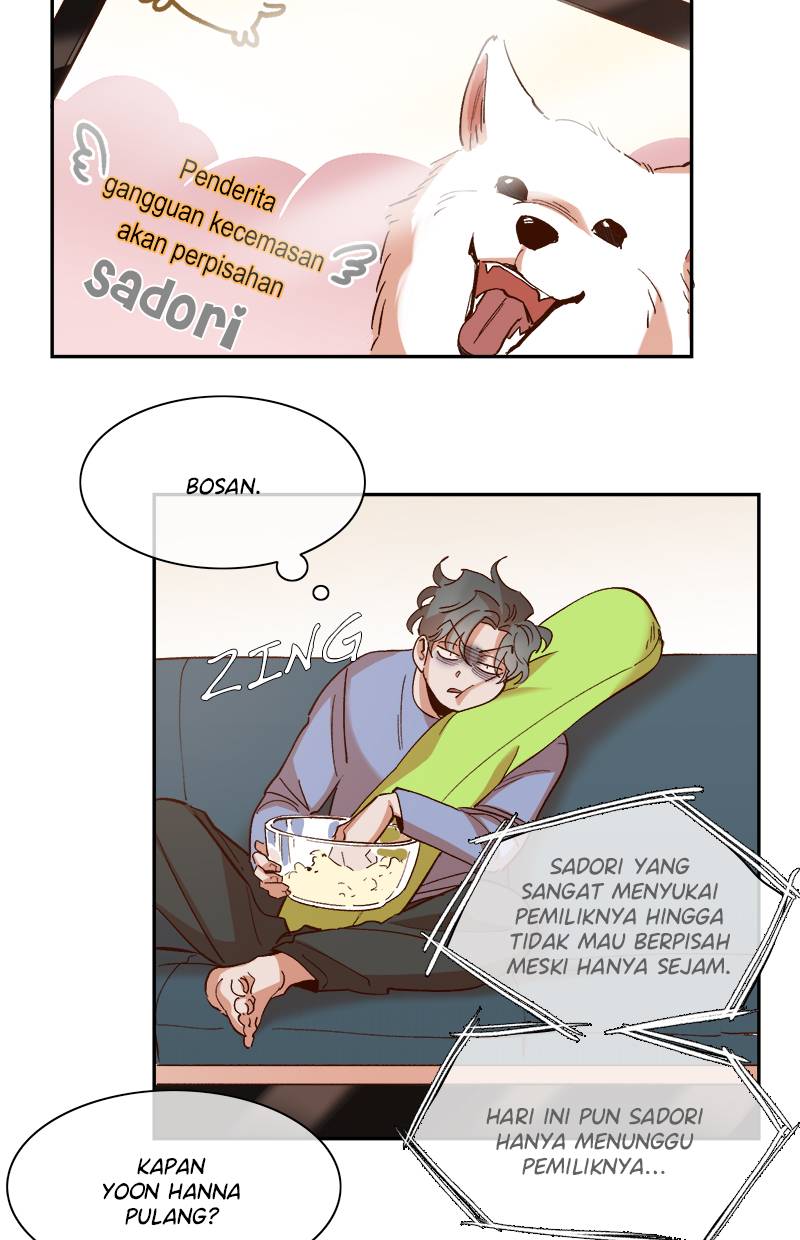 Penderita
gangguan kecemasan
akan perpisahan
sadori
BOSAN.
ZING
SADORI YANG
SANGAT MENYUKAI
PEMILIKNYA HINGGA
TIDAK MAU BERPISAH
MESKI HANYA SEJAM.
HARI INI PUN SADORI
HANYA MENUNGGU
PEMILIKNYA...
KAPAN
YOON HANNA
PULANG?